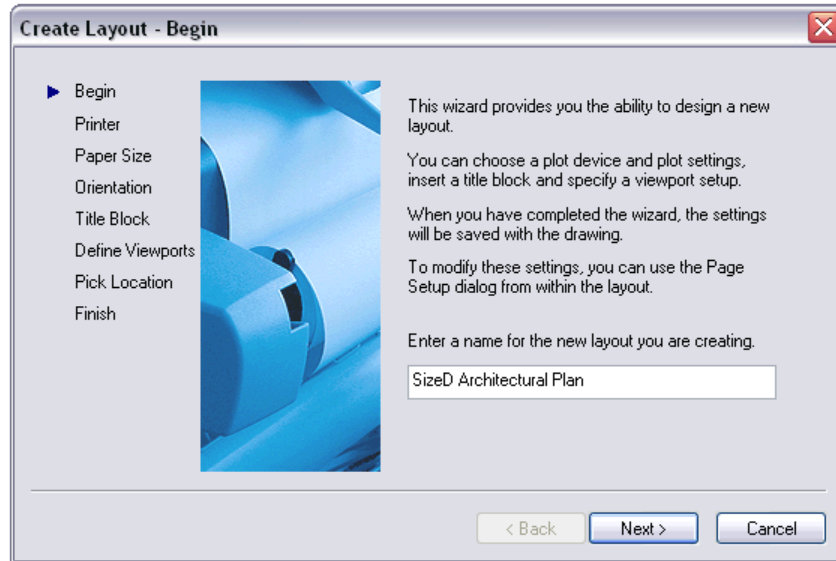 Create Layout - Begin
Begin
Printer
Paper Size
Orientation
Title Block
Define Viewports
Pick Location
Finish
This wizard provides you the ability to design a new
layout.
You can choose a plot device and plot settings,
insert a title block and specify a viewport setup.
When you have completed the wizard, the settings
will be saved with the drawing.
To modify these settings, you can use the Page
Setup dialog from within the layout.
Enter a name for the new layout you are creating.
SizeD Architectural Plan
< Back
Next >
Cancel